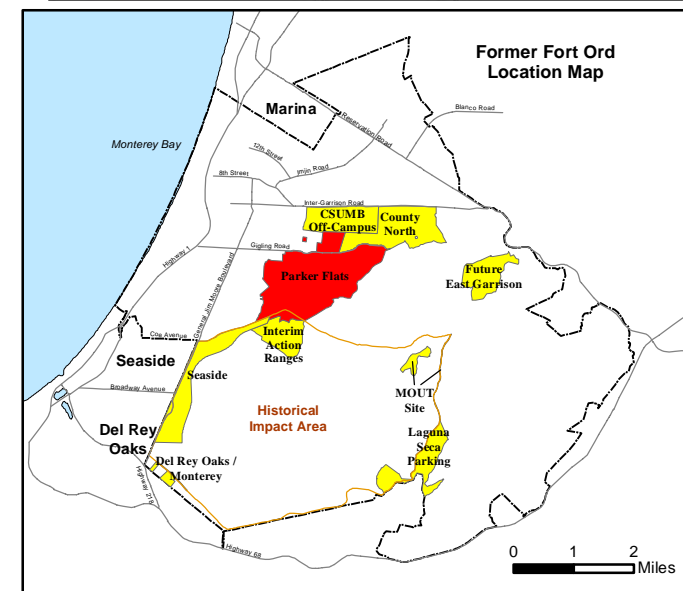 Former Fort Ord
Location Map
Marina
Blanco Road
Reservation Road
Monterey Bay
12th Street
Imjin Road
8th Street
Inter-Garrison Road
CSUMB
Off-Campus
County
North
Gigling Road
Highway 1
Parker Flats
Future
East Garrison
General Jim Moore Boulevard
Coe Avenue
Interim
Action
Ranges
Seaside
Seaside
Broadway Avenue
MOUT
Site
Historical
Impact Area
Del Rey
Oaks
Laguna
Seca
Parking
Del Rey Oaks /
Monterey
Highway 218
Highway 68
0 1 2
Miles